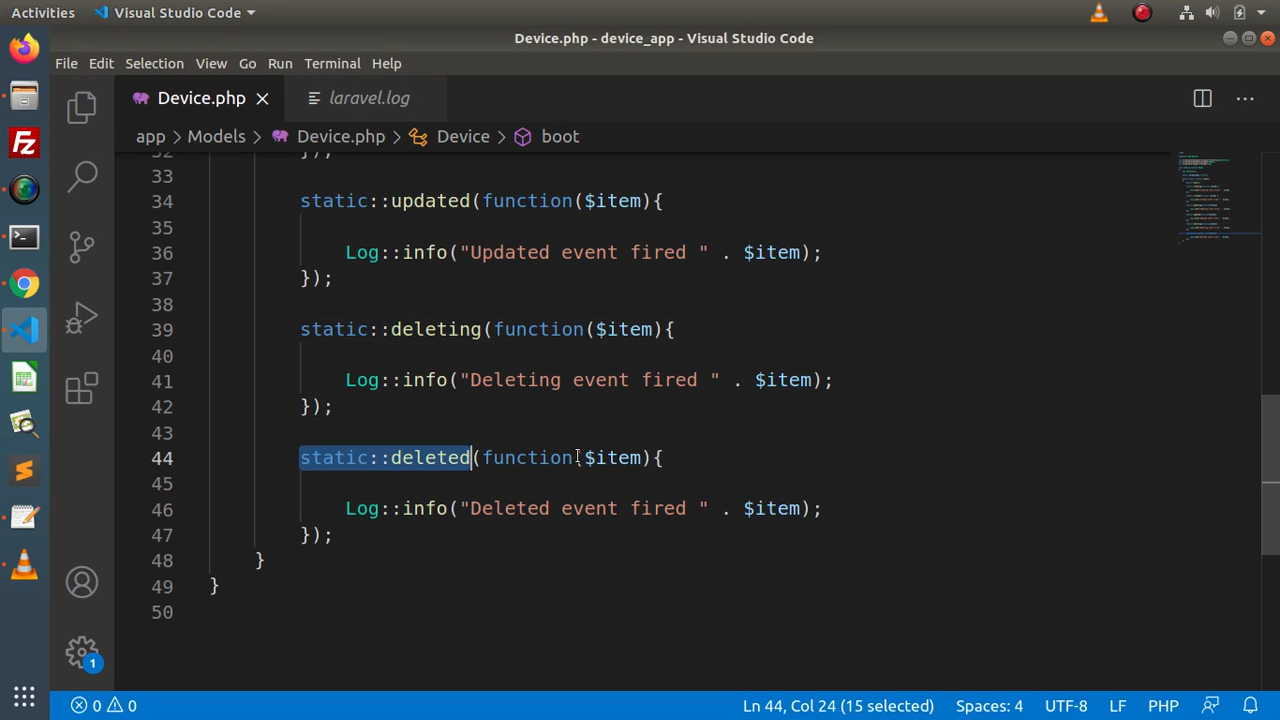 Activities
Visual Studio Code
Device.php - device_app - Visual Studio Code
File Edit Selection View Go Run Terminal Help
Device.php
laravel.log
app > Models > Device.php > Device > boot
32 });
33
34 static::updated(function($item){
35
36 Log::info("Updated event fired " . $item);
37 });
38
39 static::deleting(function($item){
40
41 Log::info("Deleting event fired " . $item);
42 });
43
44 static::deleted(function($item){
45
46 Log::info("Deleted event fired " . $item);
47 });
48 }
49 }
50
1
0 0 Ln 44, Col 24 (15 selected) Spaces: 4 UTF-8 LF PHP